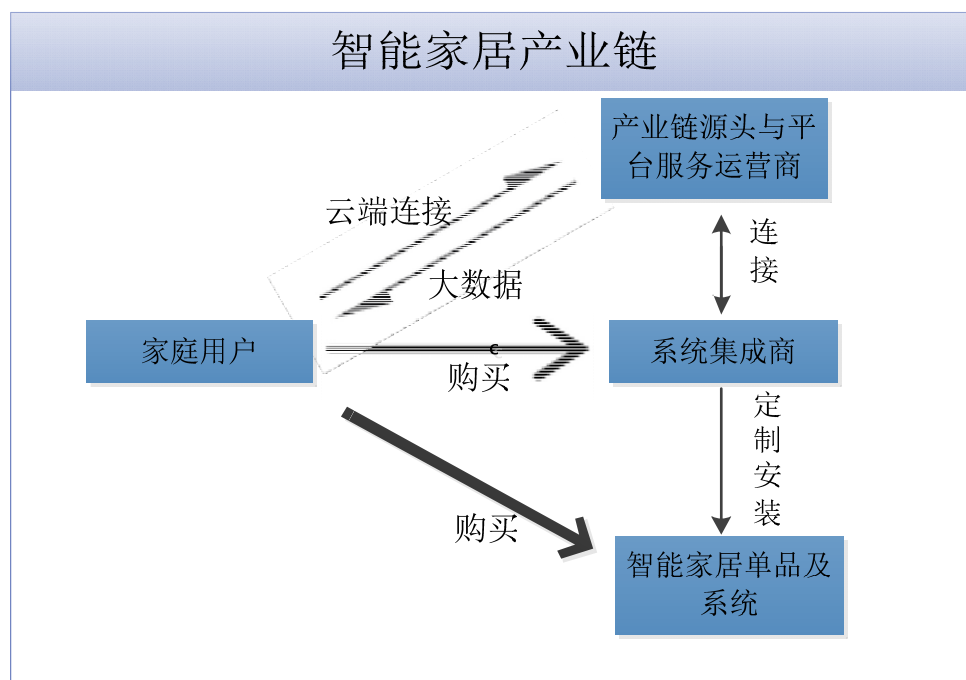 智能家居产业链
产业链源头与平
台服务运营商
云端连接
连
接
大数据
家庭用户
c
系统集成商
购买
定
制
安
装
购买
智能家居单品及
系统